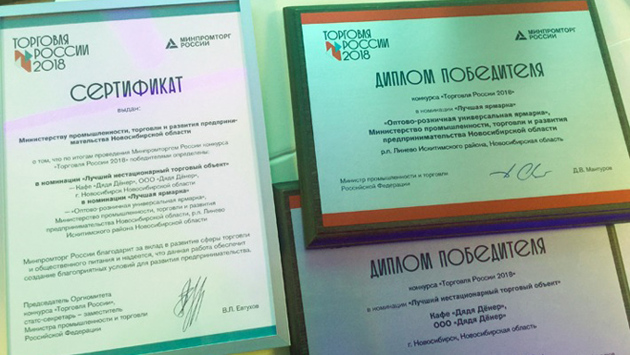 ТОРГОВЛЯ
РОССИИ
2018
МИНПРОМТОРГ
РОССИИ
СЕРТИФИКАТ
выдан:
Министерству промышленности, торговли и развития предприни-
мательства Новосибирской области
о том, что по итогам проведения Минпромторгом России конкурса
«Торговля России 2018» победителями определены:
в номинации «Лучший нестационарный торговый объект»
— Кафе «Дядя Дёнер», ООО «Дядя Дёнер»,
г. Новосибирск Новосибирской области
в номинации «Лучшая ярмарка»
— «Оптово-розничная универсальная ярмарка»,
Министерство промышленности, торговли и развития
предпринимательства Новосибирской области, р.п. Линево
Искитимского района Новосибирской области
Минпромторг России благодарит за вклад в развитие сферы торговли
и общественного питания и надеется, что данная работа обеспечит
создание благоприятных условий для развития предпринимательства.
Председатель Оргкомитета
конкурса «Торговля России»,
статс-секретарь – заместитель
Министра промышленности и торговли
Российской Федерации
В.Л. Евтухов
ТОРГОВЛЯ
РОССИИ
2018
МИНПРОМТОРГ
РОССИИ
ДИПЛОМ ПОБЕДИТЕЛЯ
конкурса «Торговля России 2018»
в номинации «Лучшая ярмарка»
«Оптово-розничная универсальная ярмарка»,
Министерство промышленности, торговли и развития
предпринимательства Новосибирской области
р.п. Линево Искитимского района, Новосибирская область
Министр промышленности и торговли
Российской Федерации
Д.В. Мантуров
ДИПЛОМ ПОБЕДИТЕЛЯ
конкурса «Торговля России 2018»
в номинации «Лучший нестационарный торговый объект»
Кафе «Дядя Дёнер»,
ООО «Дядя Дёнер»
г. Новосибирск, Новосибирская область